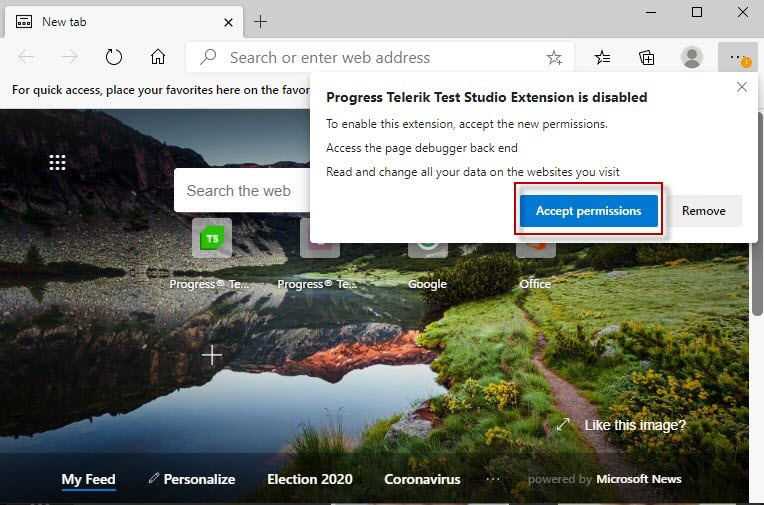 New tab
Search or enter web address
For quick access, place your favorites here on the favor
Progress Telerik Test Studio Extension is disabled
To enable this extension, accept the new permissions.
Access the page debugger back end
Read and change all your data on the websites you visit
Accept permissions
Remove
Search the web
TS
Progress® Te...
Progress® Te...
Google
Office
Like this image?
My Feed
Personalize
Election 2020
Coronavirus
...
powered by Microsoft News